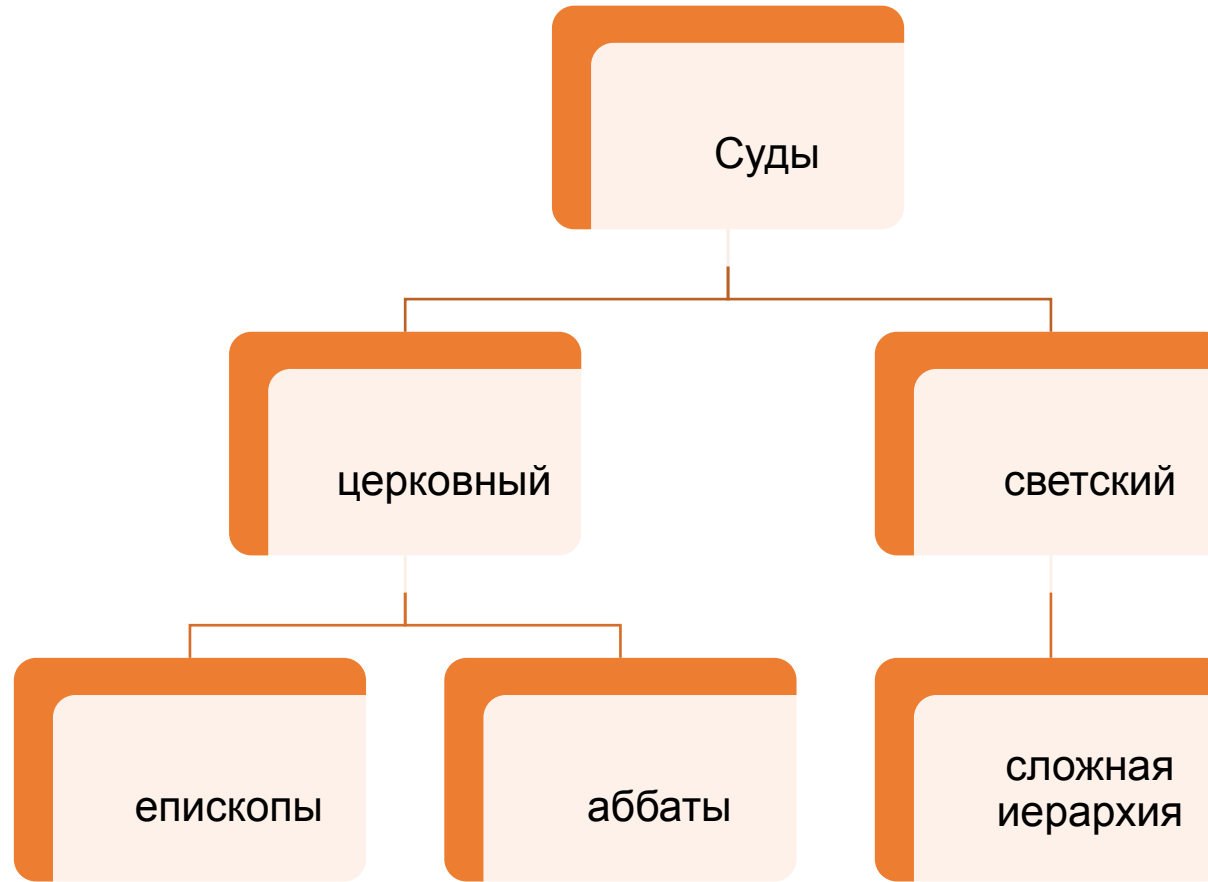 Суды
церковный
светский
епископы
аббаты
сложная
иерархия